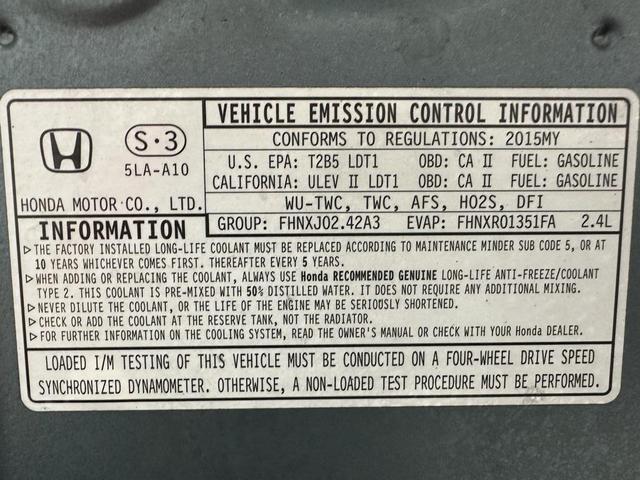 VEHICLE EMISSION CONTROL INFORMATION
S·3
5LA-A10
HONDA MOTOR CO., LTD.
CONFORMS TO REGULATIONS: 2015MY
U.S. EPA: T2B5 LDT1 OBD: CA II FUEL: GASOLINE
CALIFORNIA: ULEV II LDT1 OBD: CA II FUEL: GASOLINE
WU-TWC, TWC, AFS, HO2S, DFI
GROUP: FHNXJ02.42A3 EVAP: FHNXR01351FA 2.4L
INFORMATION
▷THE FACTORY INSTALLED LONG-LIFE COOLANT MUST BE REPLACED ACCORDING TO MAINTENANCE MINDER SUB CODE 5, OR AT
10 YEARS WHICHEVER COMES FIRST. THEREAFTER EVERY 5 YEARS.
▷WHEN ADDING OR REPLACING THE COOLANT, ALWAYS USE Honda RECOMMENDED GENUINE LONG-LIFE ANTI-FREEZE/COOLANT
TYPE 2. THIS COOLANT IS PRE-MIXED WITH 50% DISTILLED WATER. IT DOES NOT REQUIRE ANY ADDITIONAL MIXING.
▷NEVER DILUTE THE COOLANT, OR THE LIFE OF THE ENGINE MAY BE SERIOUSLY SHORTENED.
▷CHECK OR ADD THE COOLANT AT THE RESERVE TANK, NOT THE RADIATOR.
▷FOR FURTHER INFORMATION ON THE COOLING SYSTEM, READ THE OWNER'S MANUAL OR CHECK WITH YOUR Honda DEALER.
LOADED I/M TESTING OF THIS VEHICLE MUST BE CONDUCTED ON A FOUR-WHEEL DRIVE SPEED
SYNCHRONIZED DYNAMOMETER. OTHERWISE, A NON-LOADED TEST PROCEDURE MUST BE PERFORMED.